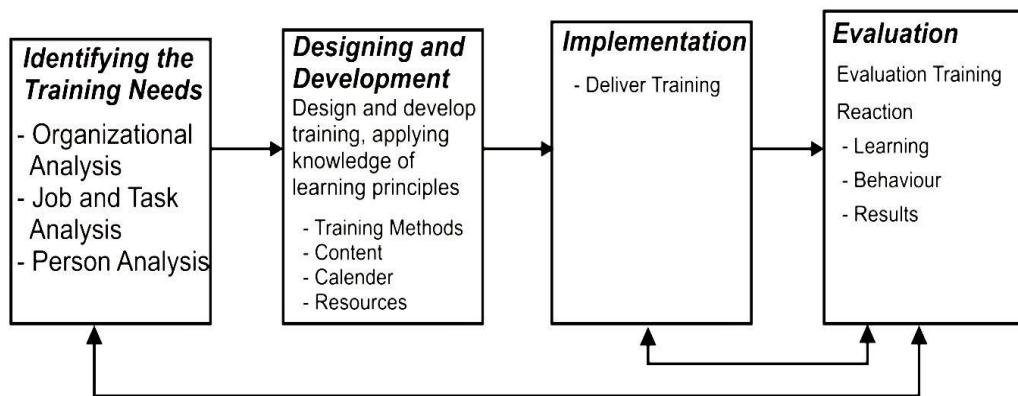 Identifying the
Training Needs
- Organizational
Analysis
- Job and Task
Analysis
- Person Analysis
Designing and
Development
Design and develop
training, applying
knowledge of
learning principles
- Training Methods
- Content
- Calender
- Resources
Implementation
- Deliver Training
Evaluation
Evaluation Training
Reaction
- Learning
- Behaviour
- Results